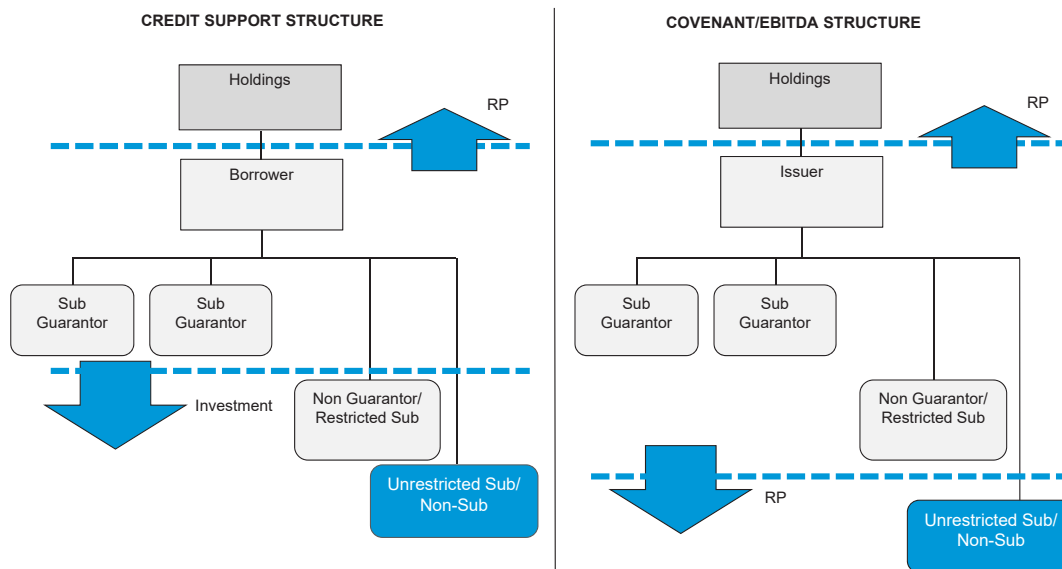 CREDIT SUPPORT STRUCTURE
Holdings
RP
Borrower
Sub
Guarantor
Sub
Guarantor
Investment
Non Guarantor/
Restricted Sub
Unrestricted Sub/
Non-Sub
COVENANT/EBITDA STRUCTURE
Holdings
RP
Issuer
Sub
Guarantor
Sub
Guarantor
Non Guarantor/
Restricted Sub
RP
Unrestricted Sub/
Non-Sub